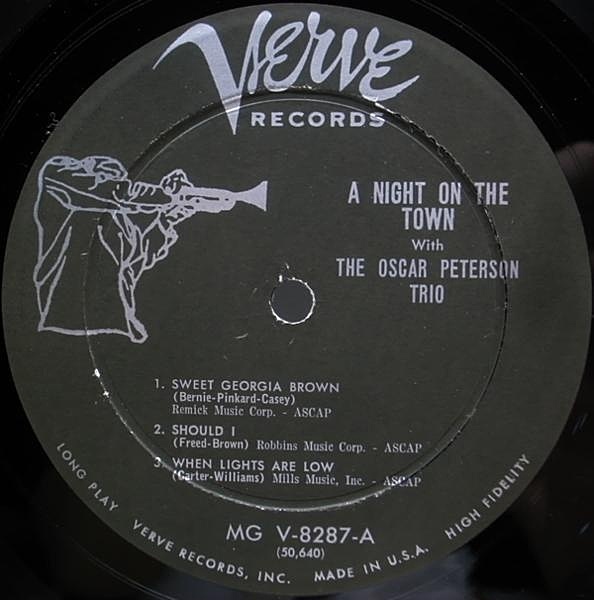 Verve
RECORDS
A NIGHT ON THE
TOWN
With
THE OSCAR PETERSON
TRIO
1. SWEET GEORGIA BROWN
(Bernie-Pinkard-Casey)
Remick Music Corp. - ASCAP
2. SHOULD I
(Freed-Brown) Robbins Music Corp. - ASCAP
3. WHEN LIGHTS ARE LOW
(Carter-Williams) Mills Music, Inc. - ASCAP
MG V-8287-A
(50,640)
LONG PLAY VERVE RECORDS, INC. MADE IN U.S.A. HIGH FIDELITY